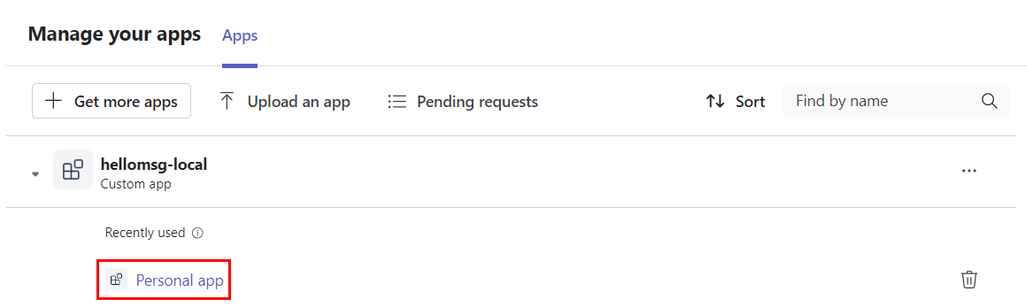 Manage your apps Apps
Get more apps Upload an app Pending requests Sort Find by name
hellomsg-local
Custom app
Recently used
Personal app